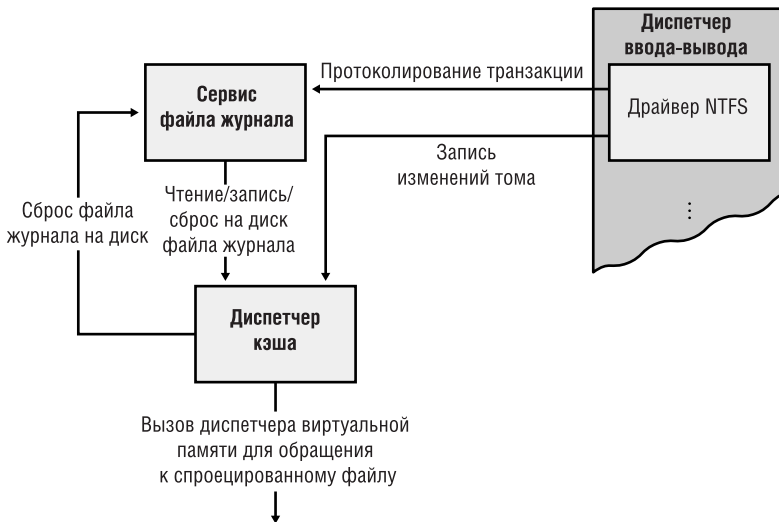 Диспетчер
ввода-вывода
Драйвер NTFS
⋮
Протоколирование транзакции
Сервис
файла журнала
Запись
изменений тома
Сброс файла
журнала на диск
Чтение/запись/
сброс на диск
файла журнала
Диспетчер
кэша
Вызов диспетчера виртуальной
памяти для обращения
к спроецированному файлу